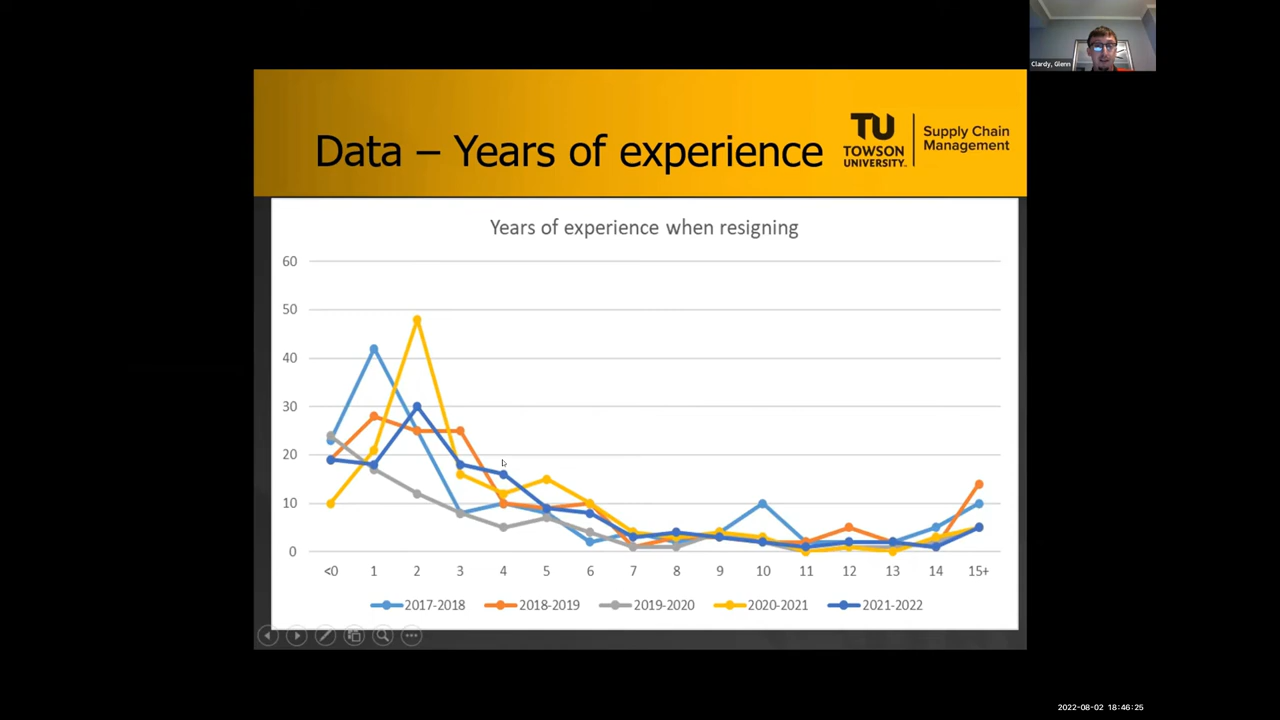 Clardy, Glenn
Data – Years of experience
TU
TOWSON
UNIVERSITY
Supply Chain
Management
Years of experience when resigning
60
50
40
30
20
10
0
<0 1 2 3 4 5 6 7 8 9 10 11 12 13 14 15+
2017-2018 2018-2019 2019-2020 2020-2021 2021-2022
2022-08-02 18:46:25